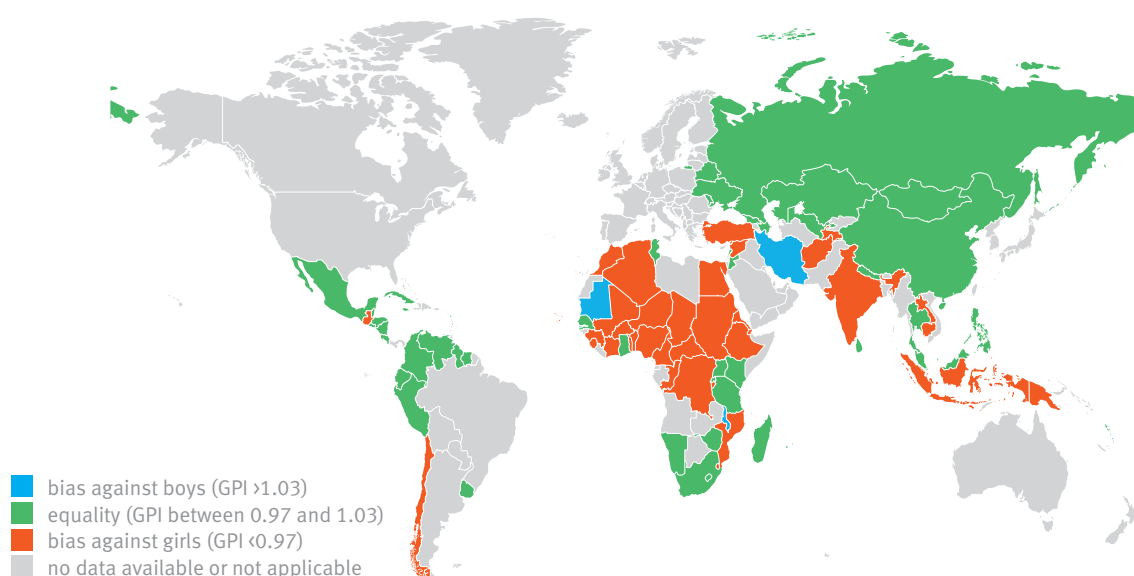 bias against boys (GPI >1.03)
equality (GPI between 0.97 and 1.03)
bias against girls (GPI <0.97)
no data available or not applicable